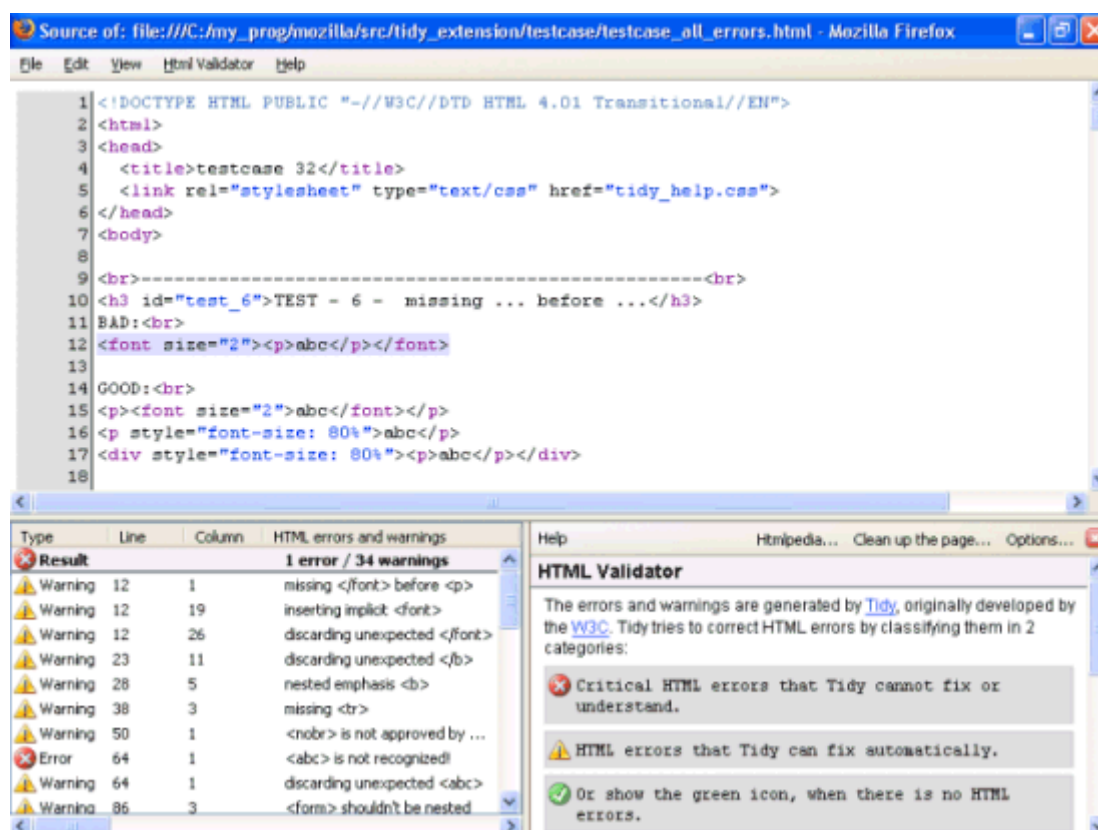 Source of: file:///C:/my_prog/mozilla/src/tidy_extension/testcase/testcase_all_errors.html - Mozilla Firefox
File Edit View Html Validator Help
1 <!DOCTYPE HTML PUBLIC "-//W3C//DTD HTML 4.01 Transitional//EN">
2 <html>
3 <head>
4 <title>testcase 32</title>
5 <link rel="stylesheet" type="text/css" href="tidy_help.css">
6 </head>
7 <body>
8
9 <br>---------------------------------------------------<br>
10 <h3 id="test_6">TEST - 6 - missing ... before ...</h3>
11 BAD:<br>
12 <font size="2"><p>abc</p></font>
13
14 GOOD:<br>
15 <p><font size="2">abc</font></p>
16 <p style="font-size: 80%">abc</p>
17 <div style="font-size: 80%"><p>abc</p></div>
18
Type Line Column HTML errors and warnings
Result 1 error / 34 warnings
Warning 12 1 missing </font> before <p>
Warning 12 19 inserting implicit <font>
Warning 12 26 discarding unexpected </font>
Warning 23 11 discarding unexpected </b>
Warning 28 5 nested emphasis <b>
Warning 38 3 missing <tr>
Warning 50 1 <nobr> is not approved by ...
Error 64 1 <abc> is not recognized!
Warning 64 1 discarding unexpected <abc>
Warning 86 3 <form> shouldn't be nested
Help Htmlpedia... Clean up the page... Options...
HTML Validator
The errors and warnings are generated by Tidy, originally developed by
the W3C. Tidy tries to correct HTML errors by classifying them in 2
categories:
Critical HTML errors that Tidy cannot fix or
understand.
HTML errors that Tidy can fix automatically.
Or show the green icon, when there is no HTML
errors.